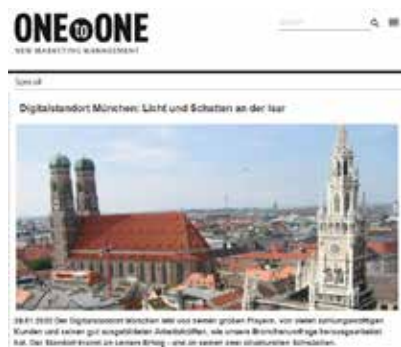 ONE to ONE
NEW MARKETING MANAGEMENT
Special
Digitalstandort München: Licht und Schatten an der Isar
Der Digitalstandort München lebt von seinen großen Playern, von vielen zahlungskräftigen
Kunden und seinen gut ausgebildeten Arbeitskräften, wie unsere Branchenumfrage herausgearbeitet
hat. Der Standort krankt an seinem Erfolg - und an seinen zwei strukturellen Schwächen.